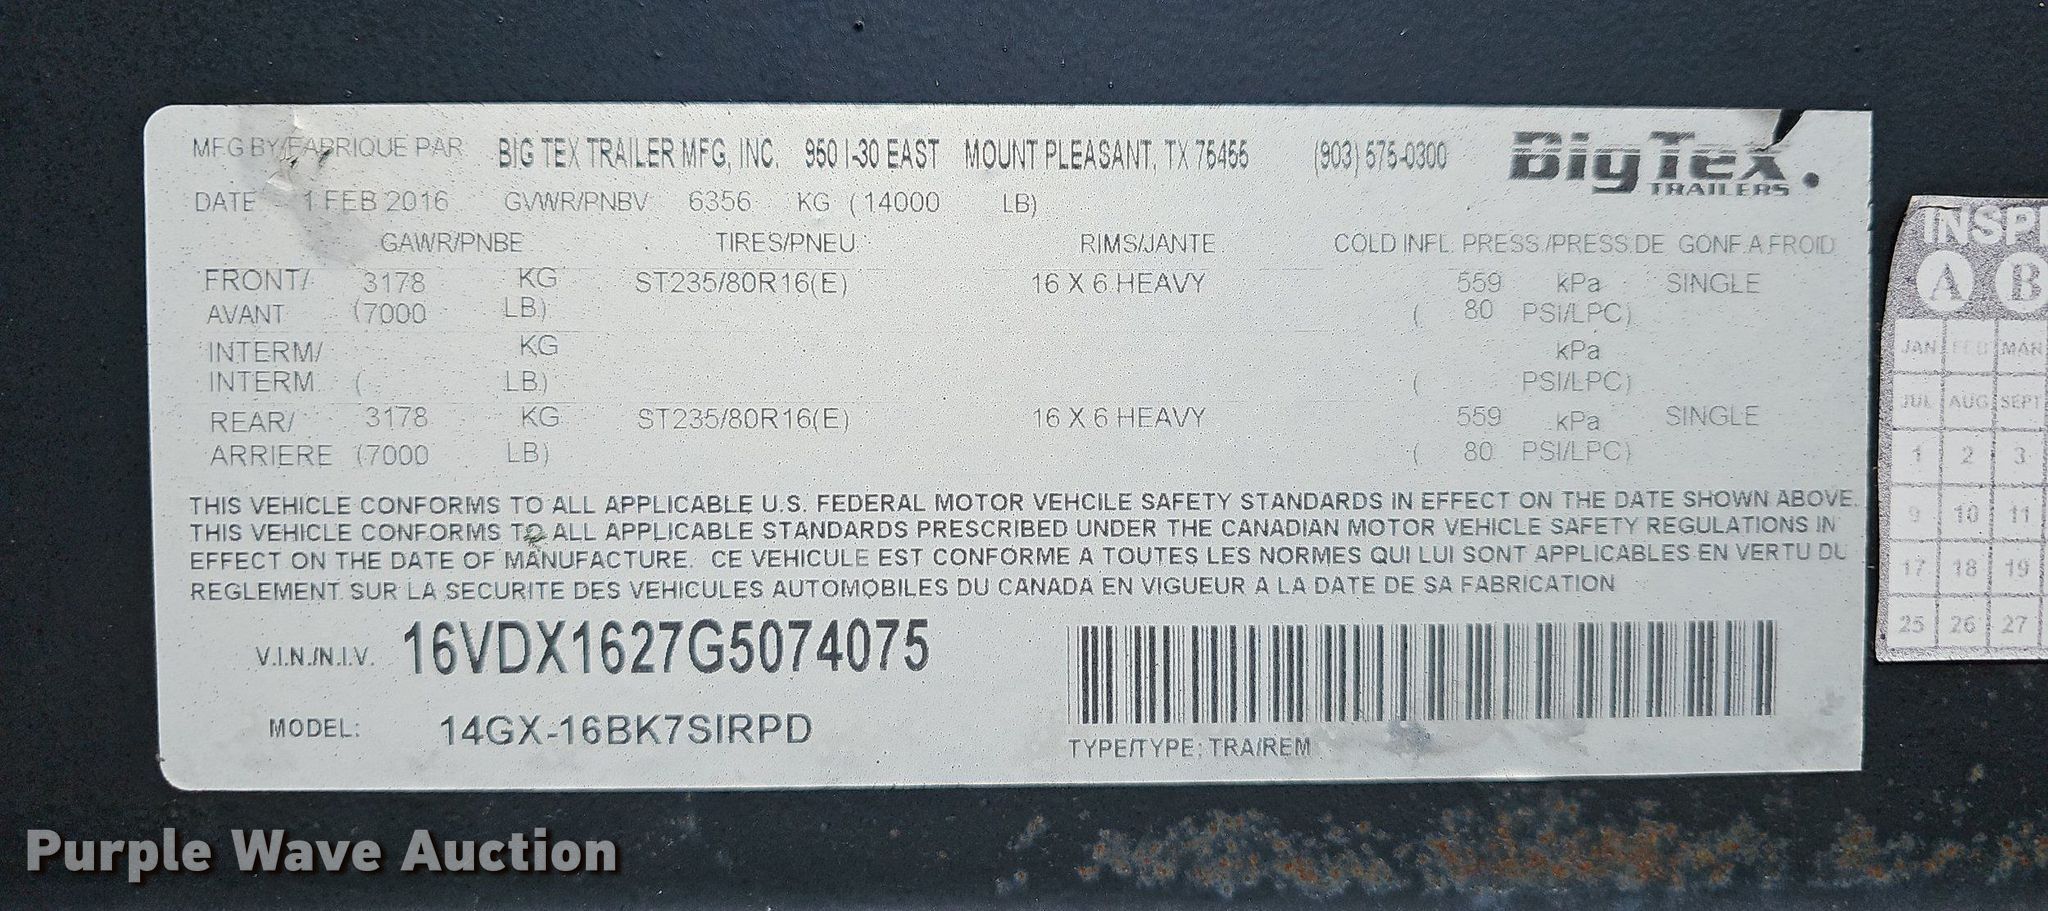 MFG BY/FABRIQUE PAR BIG TEX TRAILER MFG, INC. 950 I-30 EAST MOUNT PLEASANT, TX 75455 (903) 575-0300 BigTex TRAILERS
DATE 1 FEB 2016 GVWR/PNBV 6356 KG (14000 LB)
GAWR/PNBE TIRES/PNEU RIMS/JANTE COLD INFL. PRESS./PRESS.DE GONF.A FROID
FRONT/ 3178 KG ST235/80R16(E) 16 X 6 HEAVY 559 kPa SINGLE
AVANT (7000 LB) ( 80 PSI/LPC)
INTERM/ KG kPa
INTERM ( LB) ( PSI/LPC)
REAR/ 3178 KG ST235/80R16(E) 16 X 6 HEAVY 559 kPa SINGLE
ARRIERE (7000 LB) ( 80 PSI/LPC)
THIS VEHICLE CONFORMS TO ALL APPLICABLE U.S. FEDERAL MOTOR VEHCILE SAFETY STANDARDS IN EFFECT ON THE DATE SHOWN ABOVE.
THIS VEHICLE CONFORMS TO ALL APPLICABLE STANDARDS PRESCRIBED UNDER THE CANADIAN MOTOR VEHICLE SAFETY REGULATIONS IN
EFFECT ON THE DATE OF MANUFACTURE. CE VEHICULE EST CONFORME A TOUTES LES NORMES QUI LUI SONT APPLICABLES EN VERTU DU
REGLEMENT SUR LA SECURITE DES VEHICULES AUTOMOBILES DU CANADA EN VIGUEUR A LA DATE DE SA FABRICATION
V.I.N./N.I.V. 16VDX1627G5074075
MODEL: 14GX-16BK7SIRPD
TYPE/TYPE: TRA/REM
INSP
A B
JAN FEB MAR
JUL AUG SEPT
1 2 3
9 10 11
17 18 19
25 26 27
Purple Wave Auction